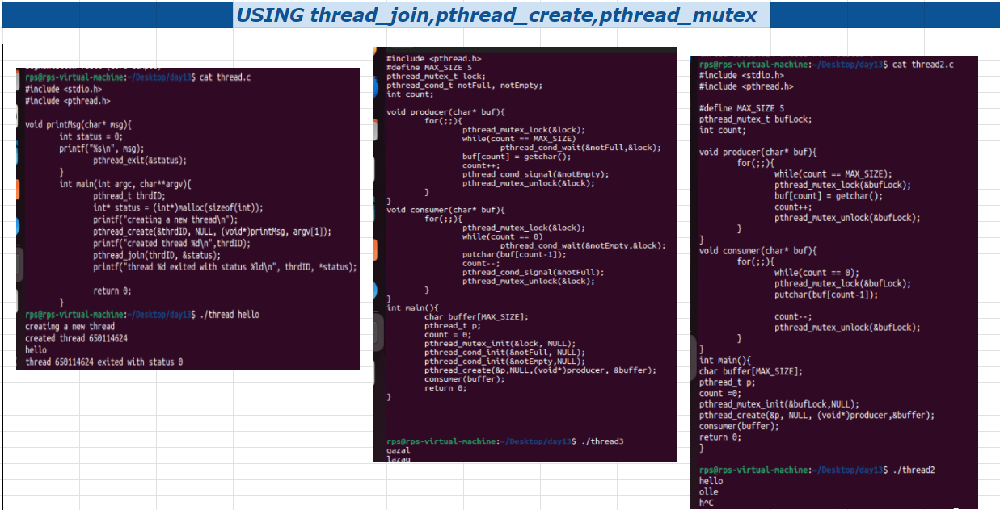 USING thread_join,pthread_create,pthread_mutex
rps@rps-virtual-machine:~/Desktop/day13$ cat thread.c
#include <stdio.h>
#include <pthread.h>
void printMsg(char* msg){
int status = 0;
printf("%s\n", msg);
pthread_exit(&status);
}
int main(int argc, char**argv){
pthread_t thrdID;
int* status = (int*)malloc(sizeof(int));
printf("creating a new thread\n");
pthread_create(&thrdID, NULL, (void*)printMsg, argv[1]);
printf("created thread %d\n",thrdID);
pthread_join(thrdID, &status);
printf("thread %d exited with status %ld\n", thrdID, *status);
return 0;
}
rps@rps-virtual-machine:~/Desktop/day13$ ./thread hello
creating a new thread
created thread 650114624
hello
thread 650114624 exited with status 0
#include <pthread.h>
#define MAX_SIZE 5
pthread_mutex_t lock;
pthread_cond_t notFull, notEmpty;
int count;
void producer(char* buf){
for(;;){
pthread_mutex_lock(&lock);
while(count == MAX_SIZE)
pthread_cond_wait(&notFull,&lock);
buf[count] = getchar();
count++;
pthread_cond_signal(&notEmpty);
pthread_mutex_unlock(&lock);
}
}
void consumer(char* buf){
for(;;){
pthread_mutex_lock(&lock);
while(count == 0)
pthread_cond_wait(&notEmpty,&lock);
putchar(buf[count-1]);
count--;
pthread_cond_signal(&notFull);
pthread_mutex_unlock(&lock);
}
}
int main(){
char buffer[MAX_SIZE];
pthread_t p;
count = 0;
pthread_mutex_init(&lock, NULL);
pthread_cond_init(&notFull, NULL);
pthread_cond_init(&notEmpty,NULL);
pthread_create(&p,NULL,(void*)producer, &buffer);
consumer(buffer);
return 0;
}
rps@rps-virtual-machine:~/Desktop/day13$ ./thread3
gazal
lazag
rps@rps-virtual-machine:~/Desktop/day13$ cat thread2.c
#include <stdio.h>
#include <pthread.h>
#define MAX_SIZE 5
pthread_mutex_t bufLock;
int count;
void producer(char* buf){
for(;;){
while(count == MAX_SIZE);
pthread_mutex_lock(&bufLock);
buf[count] = getchar();
count++;
pthread_mutex_unlock(&bufLock);
}
}
void consumer(char* buf){
for(;;){
while(count == 0);
pthread_mutex_lock(&bufLock);
putchar(buf[count-1]);
count--;
pthread_mutex_unlock(&bufLock);
}
}
int main(){
char buffer[MAX_SIZE];
pthread_t p;
count =0;
pthread_mutex_init(&bufLock,NULL);
pthread_create(&p, NULL, (void*)producer,&buffer);
consumer(buffer);
return 0;
}
rps@rps-virtual-machine:~/Desktop/day13$ ./thread2
hello
olle
h^C